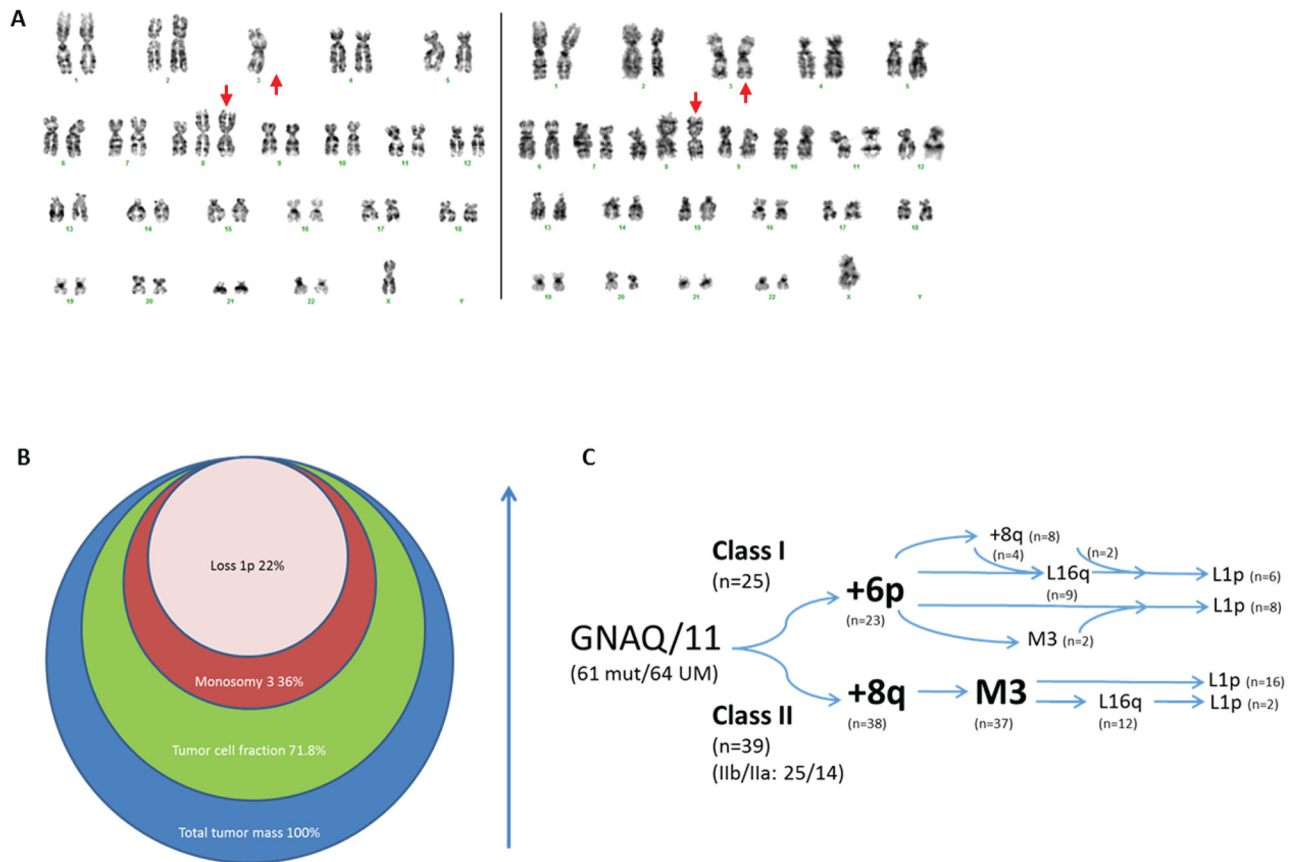 A
1 2 3 4 5
6 7 8 9 10 11 12
13 14 15 16 17 18
19 20 21 22 X Y
1 2 3 4 5
6 7 8 9 10 11 12
13 14 15 16 17 18
19 20 21 22 X Y
B
Loss 1p 22%
Monosomy 3 36%
Tumor cell fraction 71.8%
Total tumor mass 100%
C
GNAQ/11
(61 mut/64 UM)
Class I
(n=25)
+6p
(n=23)
+8q (n=8)
(n=4)
(n=2)
L16q
(n=9)
L1p (n=6)
L1p (n=8)
M3 (n=2)
Class II
(n=39)
(IIb/IIa: 25/14)
+8q
(n=38)
M3
(n=37)
L1p (n=16)
L16q
(n=12)
L1p (n=2)